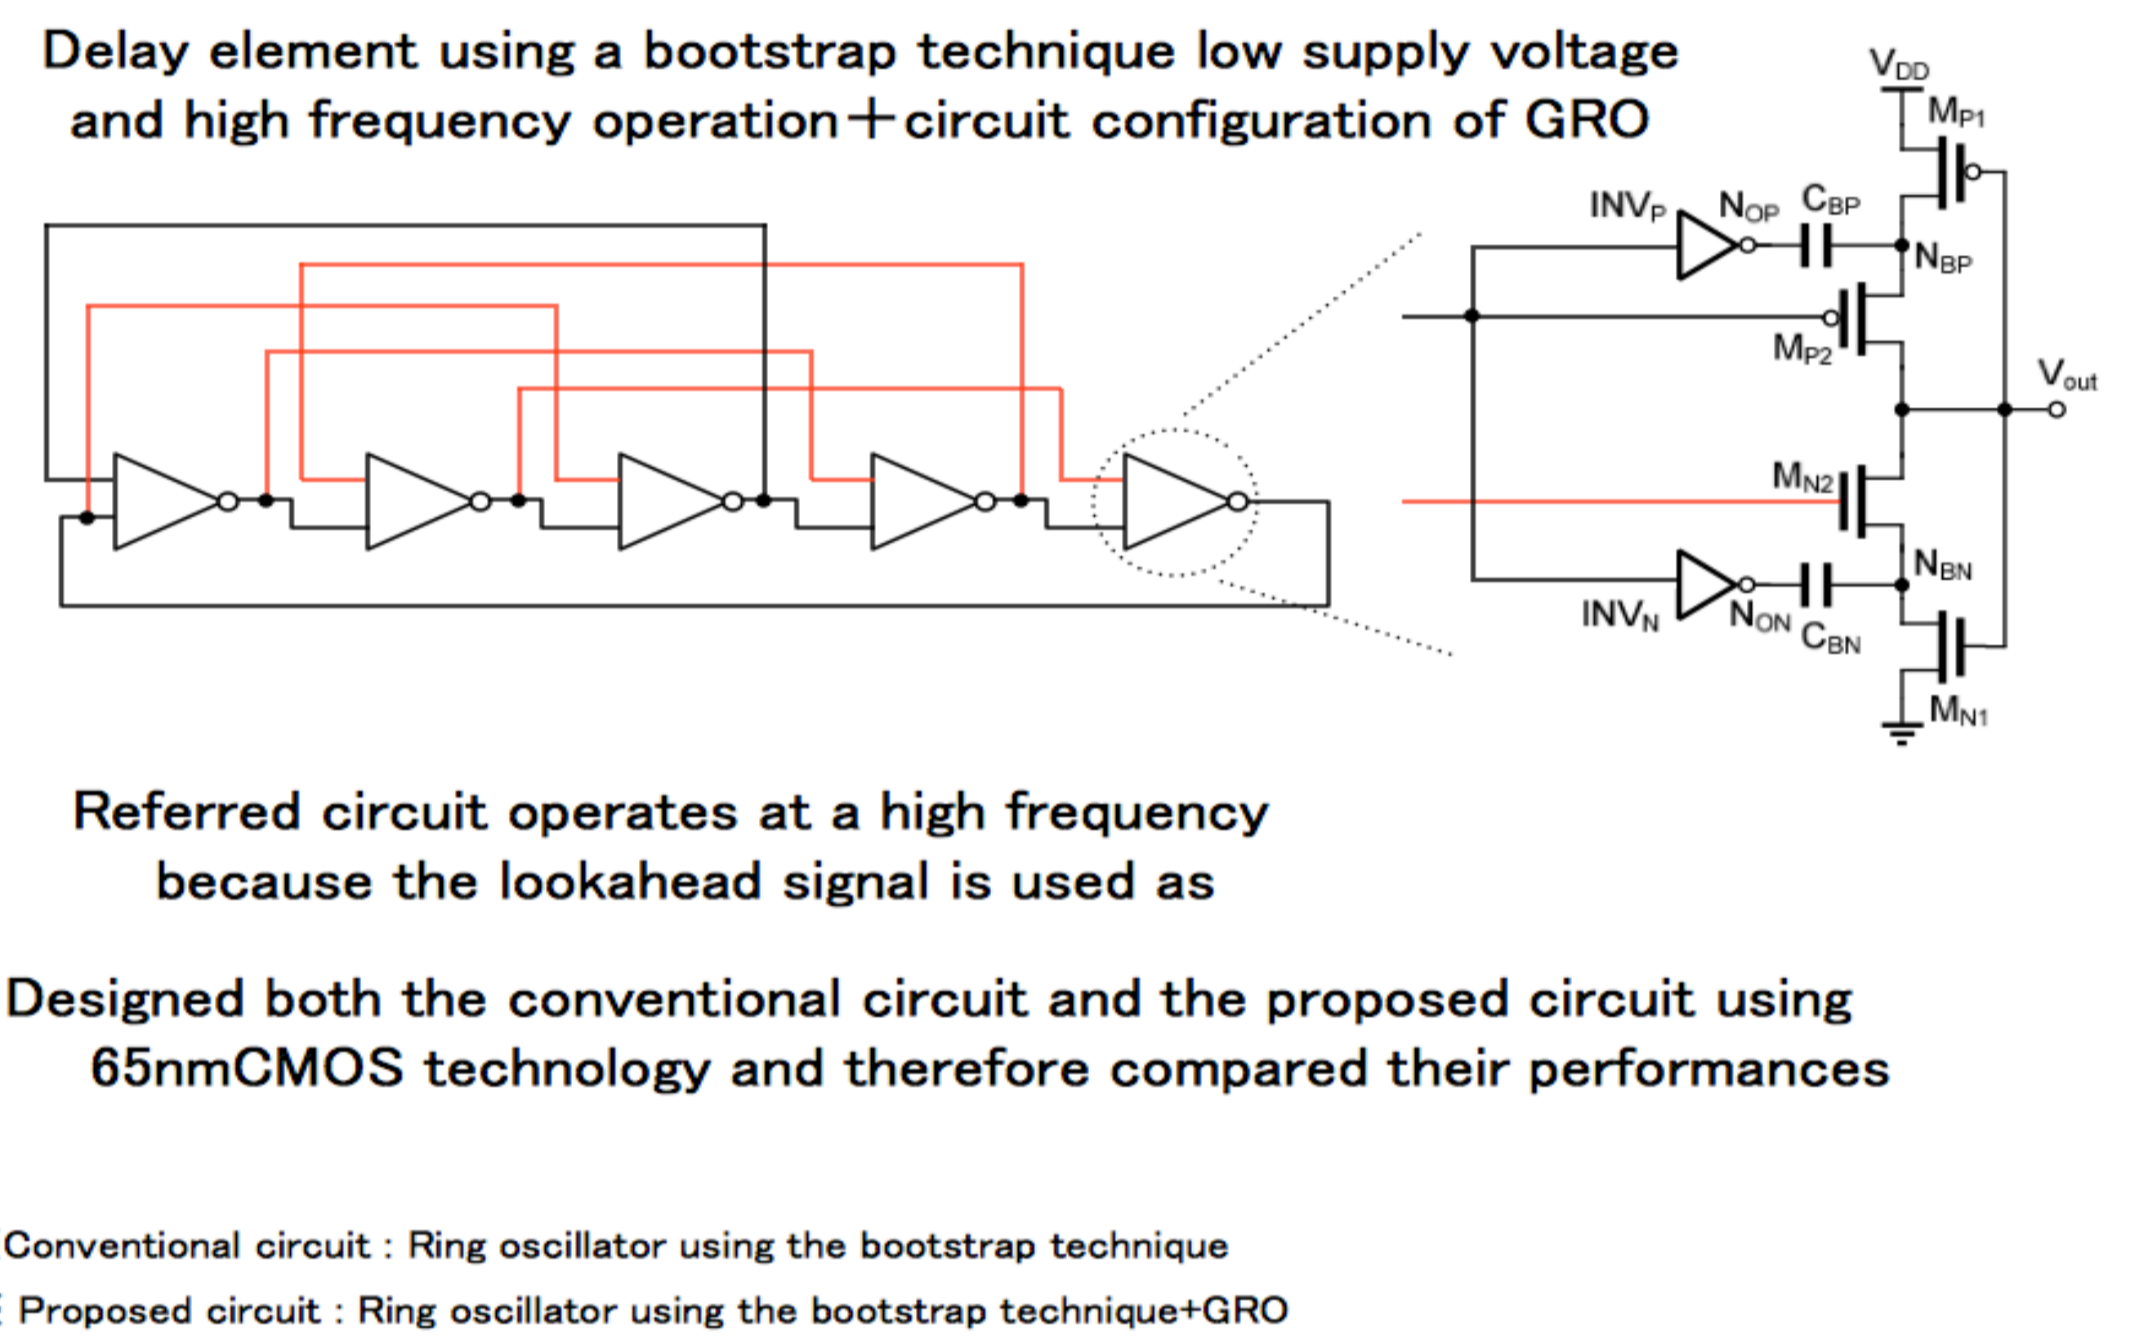 Delay element using a bootstrap technique low supply voltage
and high frequency operation+circuit configuration of GRO
VDD
MP1
INVP
NOP
CBP
NBP
MP2
Vout
MN2
NBN
INVN
NON
CBN
MN1
Referred circuit operates at a high frequency
because the lookahead signal is used as
Designed both the conventional circuit and the proposed circuit using
65nmCMOS technology and therefore compared their performances
Conventional circuit : Ring oscillator using the bootstrap technique
Proposed circuit : Ring oscillator using the bootstrap technique+GRO